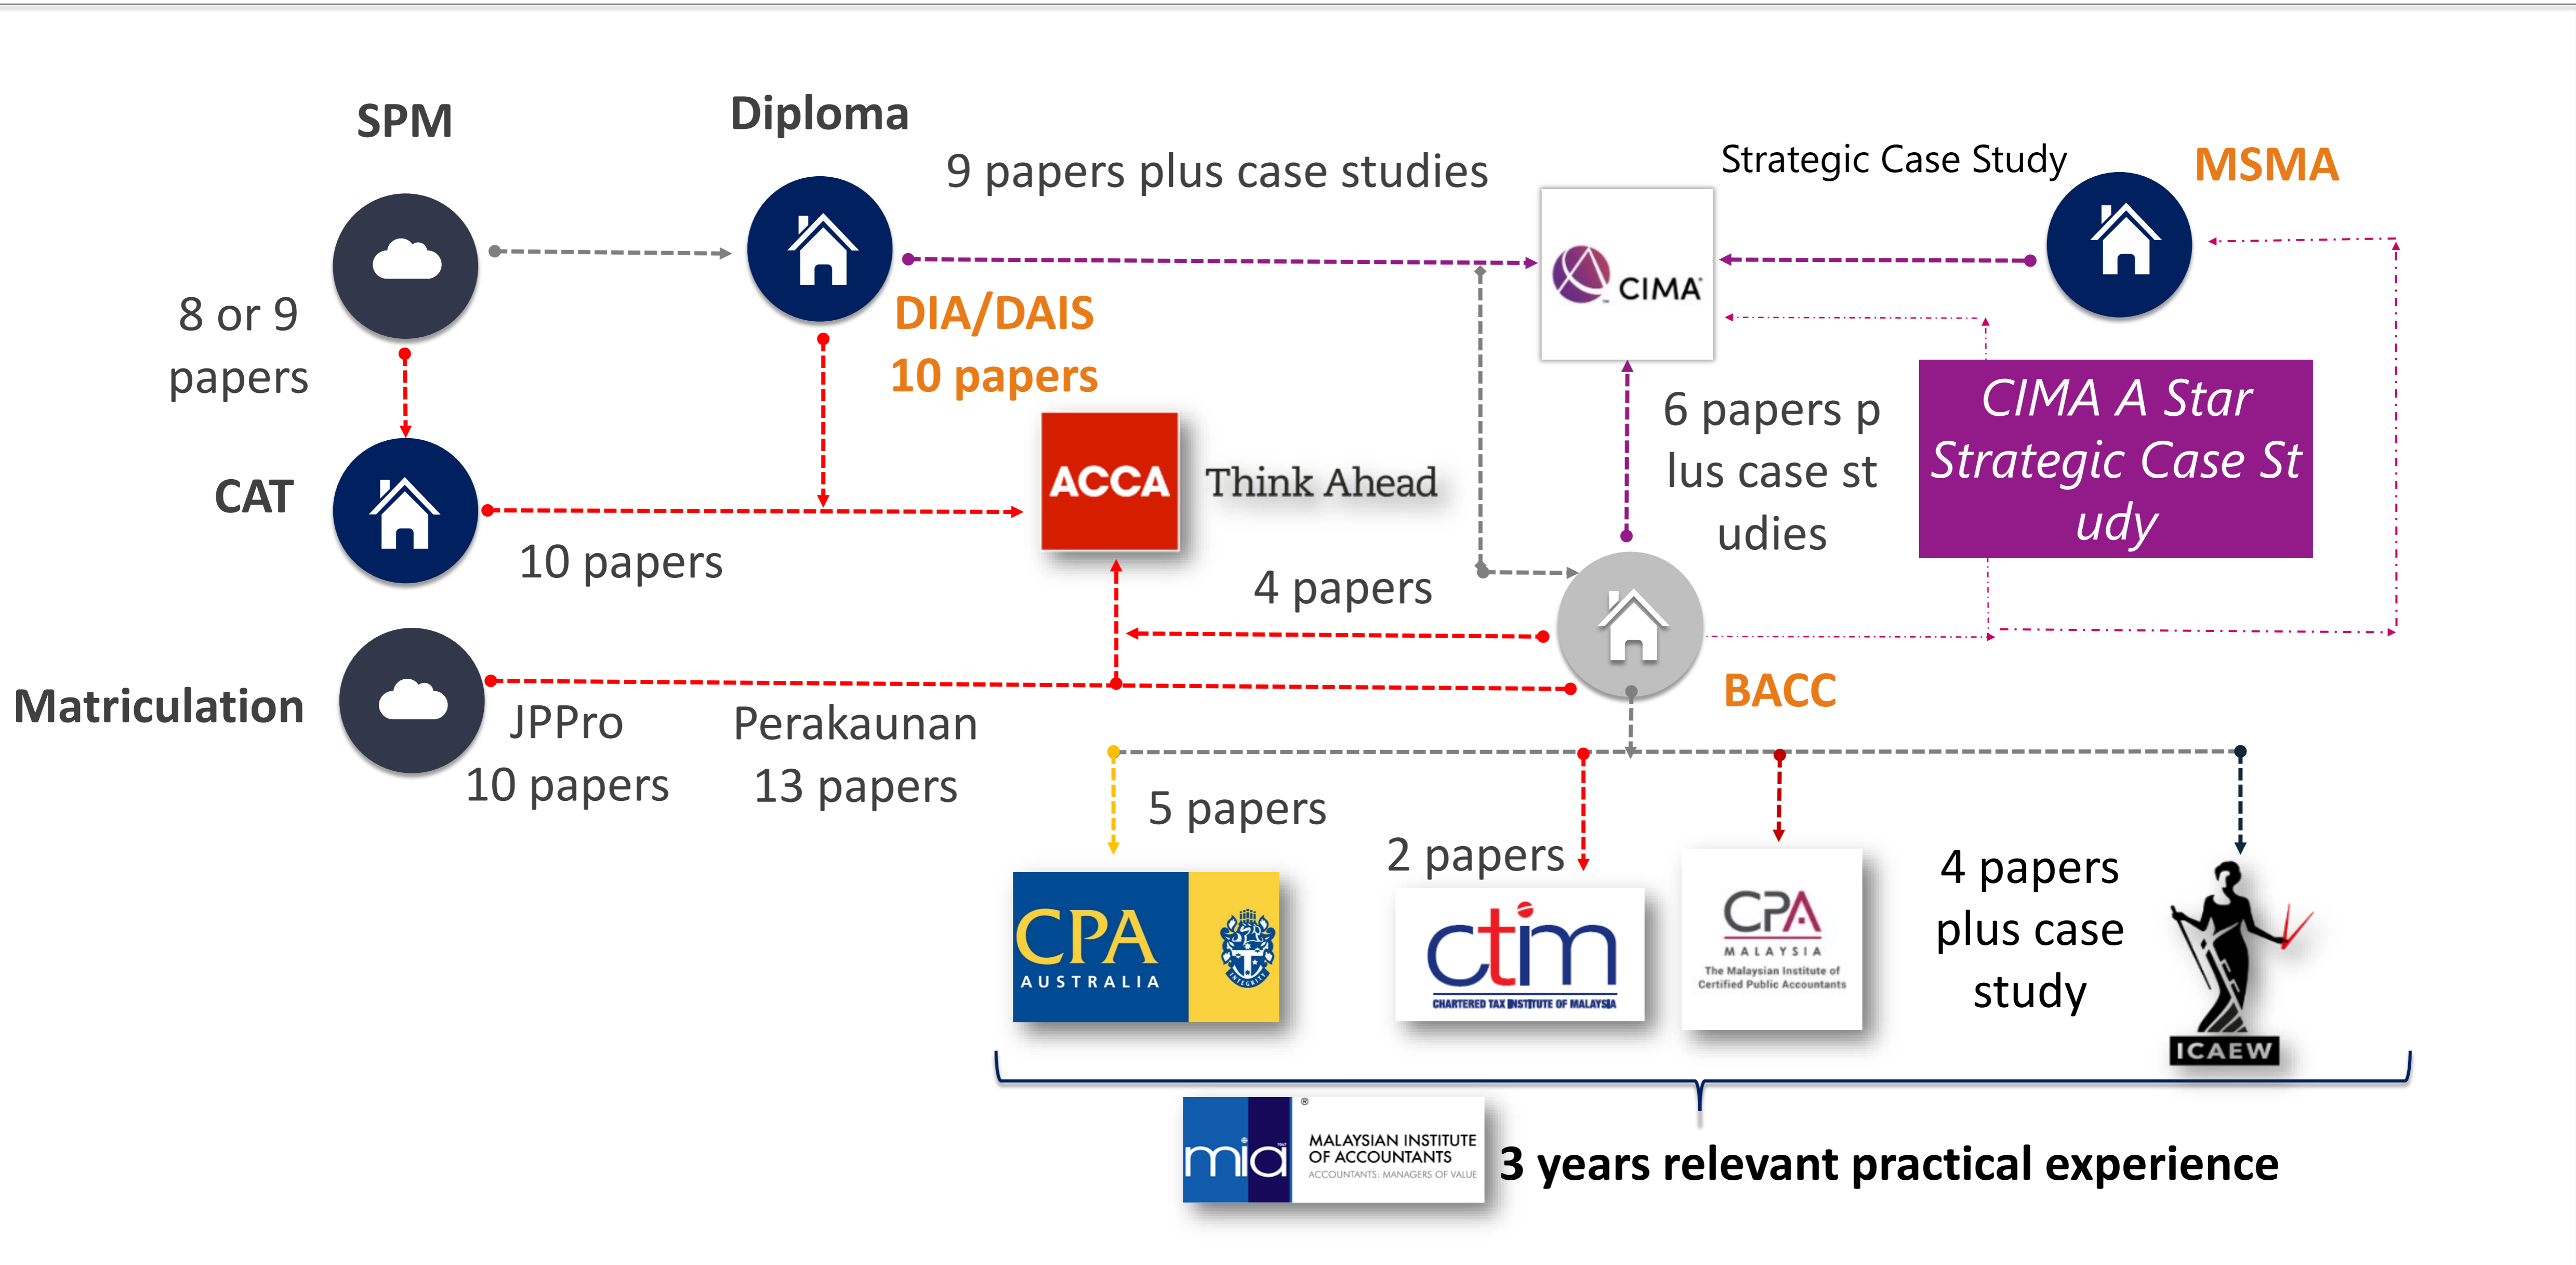 SPM
Diploma
9 papers plus case studies
Strategic Case Study
MSMA
CIMA
8 or 9
papers
DIA/DAIS
10 papers
CIMA A Star
Strategic Case St
udy
6 papers p
lus case st
udies
ACCA
Think Ahead
CAT
10 papers
4 papers
Matriculation
JPPro
10 papers
Perakaunan
13 papers
BACC
5 papers
2 papers
4 papers
plus case
study
CPA
AUSTRALIA
INTEGRITY
ctim
CHARTERED TAX INSTITUTE OF MALAYSIA
CPA
MALAYSIA
The Malaysian Institute of
Certified Public Accountants
ICAEW
mia
1967
®
MALAYSIAN INSTITUTE
OF ACCOUNTANTS
ACCOUNTANTS: MANAGERS OF VALUE
3 years relevant practical experience